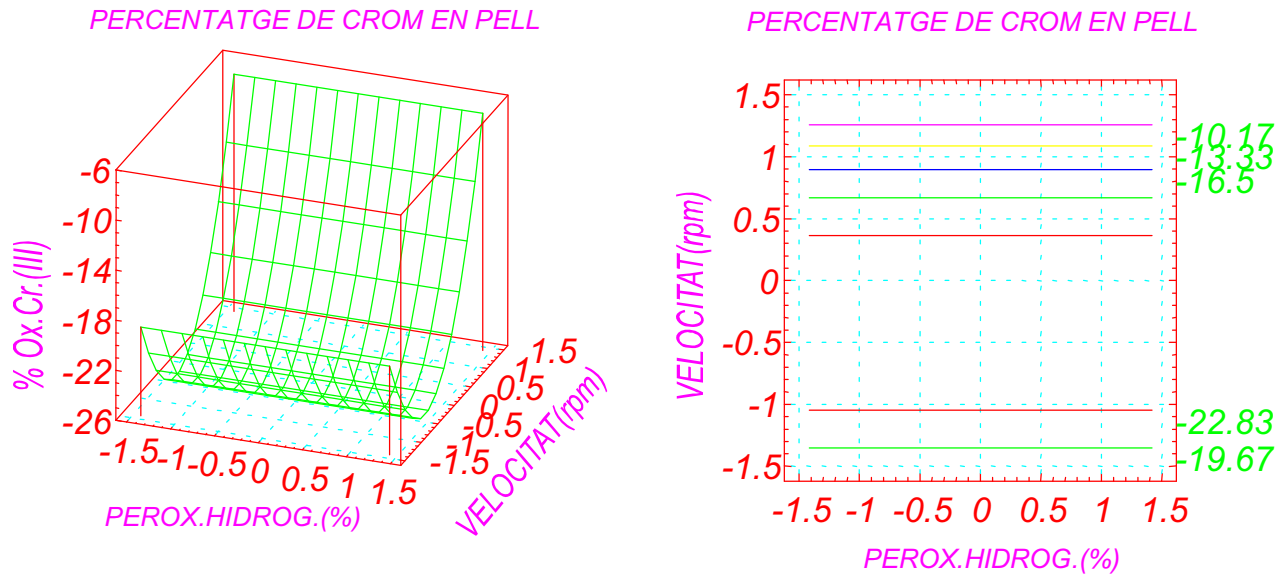 PERCENTATGE DE CROM EN PELL
% Ox.Cr.(III)
-6
-10
-14
-18
-22
-26
-1.5 -1 -0.5 0 0.5 1 1.5
PEROX.HIDROG.(%)
-1.5
-1
-0.5
0
0.5
1
1.5
VELOCITAT(rpm)
PERCENTATGE DE CROM EN PELL
VELOCITAT(rpm)
1.5
1
0.5
0
-0.5
-1
-1.5
-10.17
-13.33
-16.5
-22.83
-19.67
-1.5 -1 -0.5 0 0.5 1 1.5
PEROX.HIDROG.(%)